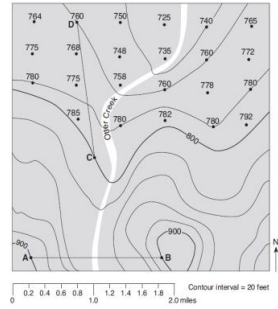 764 760 750 725 740 765
D
775 768 748 735 760 772
780 775 758 760 778 780
785 780 782 780 792
Otter Creek
800
C
900 900
A B
N
0 0.2 0.4 0.6 0.8 1.0 1.2 1.4 1.6 1.8 2.0 miles
Contour interval = 20 feet